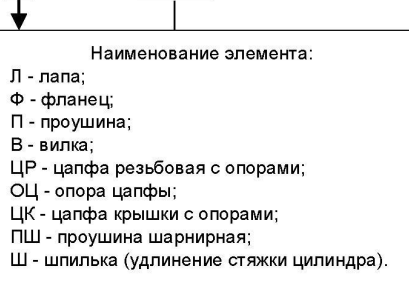 Наименование элемента:
Л - лапа;
Ф - фланец;
П - проушина;
В - вилка;
ЦР - цапфа резьбовая с опорами;
ОЦ - опора цапфы;
ЦК - цапфа крышки с опорами;
ПШ - проушина шарнирная;
Ш - шпилька (удлинение стяжки цилиндра).